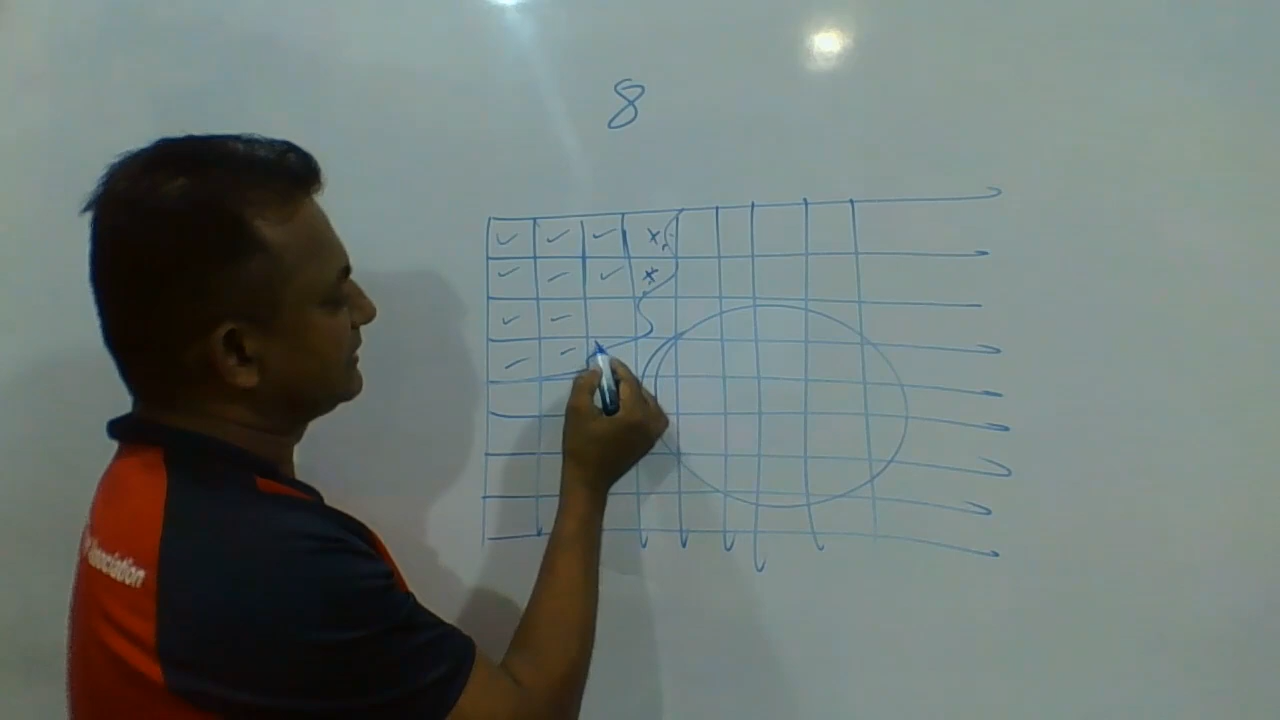 8
✓ ✓ ✓ ×
✓ ✓ ✓ ×
✓ ✓
✓ ✓
Association